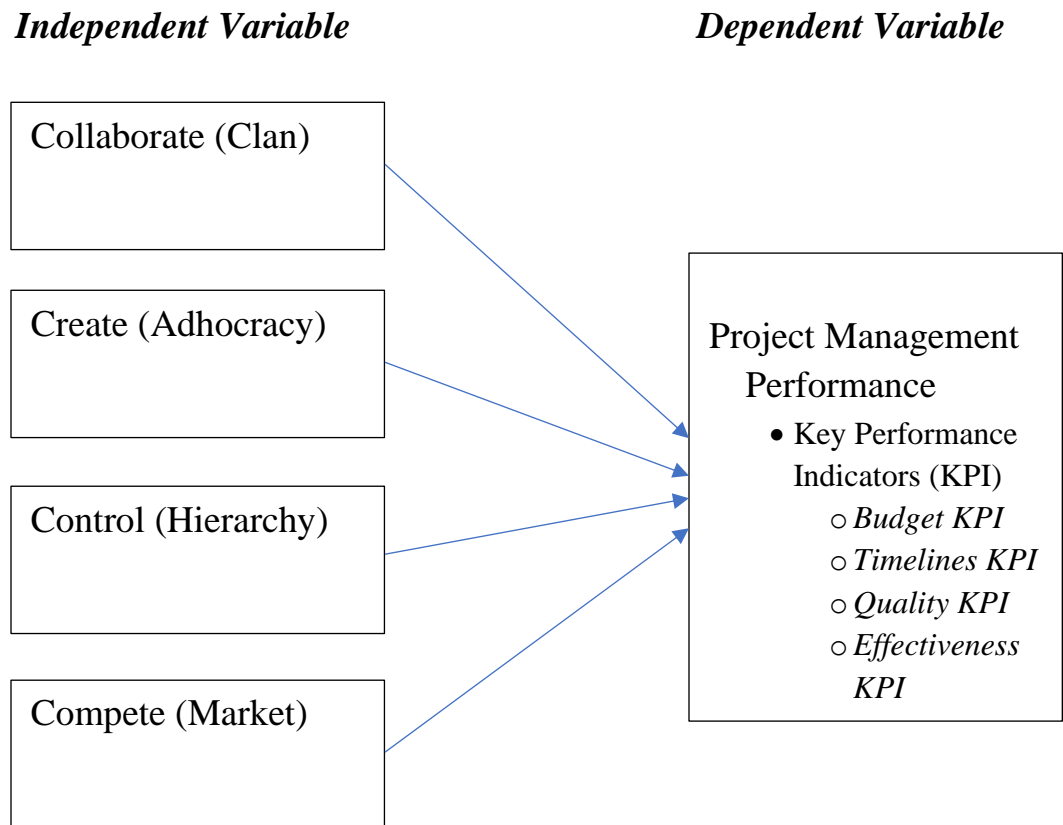 Independent Variable
Dependent Variable
Collaborate (Clan)
Create (Adhocracy)
Control (Hierarchy)
Compete (Market)
Project Management
Performance
• Key Performance
Indicators (KPI)
o Budget KPI
o Timelines KPI
o Quality KPI
o Effectiveness
KPI